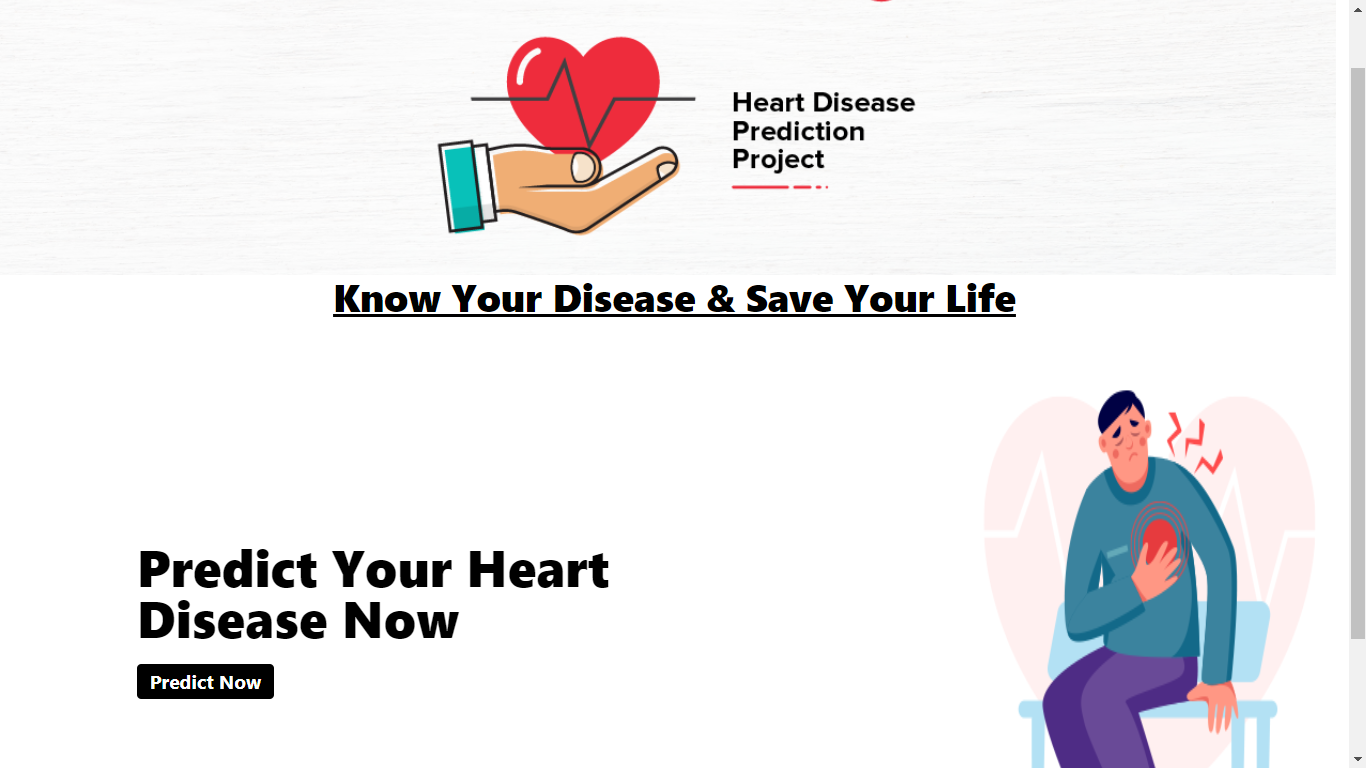 Heart Disease
Prediction
Project
Know Your Disease & Save Your Life
Predict Your Heart
Disease Now
Predict Now